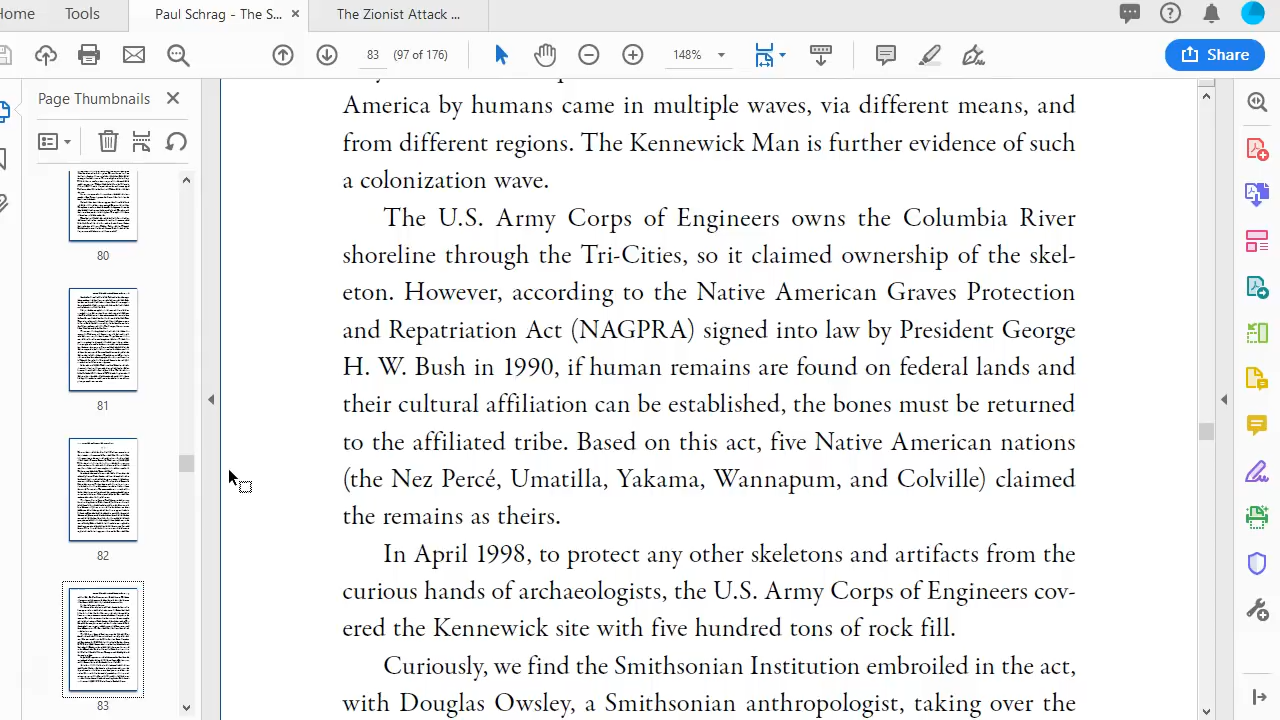 Home
Tools
Paul Schrag - The S...
The Zionist Attack ...
83
(97 of 176)
148%
Share
Page Thumbnails
80
81
82
83
America by humans came in multiple waves, via different means, and
from different regions. The Kennewick Man is further evidence of such
a colonization wave.
The U.S. Army Corps of Engineers owns the Columbia River
shoreline through the Tri-Cities, so it claimed ownership of the skel-
eton. However, according to the Native American Graves Protection
and Repatriation Act (NAGPRA) signed into law by President George
H. W. Bush in 1990, if human remains are found on federal lands and
their cultural affiliation can be established, the bones must be returned
to the affiliated tribe. Based on this act, five Native American nations
(the Nez Percé, Umatilla, Yakama, Wannapum, and Colville) claimed
the remains as theirs.
In April 1998, to protect any other skeletons and artifacts from the
curious hands of archaeologists, the U.S. Army Corps of Engineers cov-
ered the Kennewick site with five hundred tons of rock fill.
Curiously, we find the Smithsonian Institution embroiled in the act,
with Douglas Owsley, a Smithsonian anthropologist, taking over the